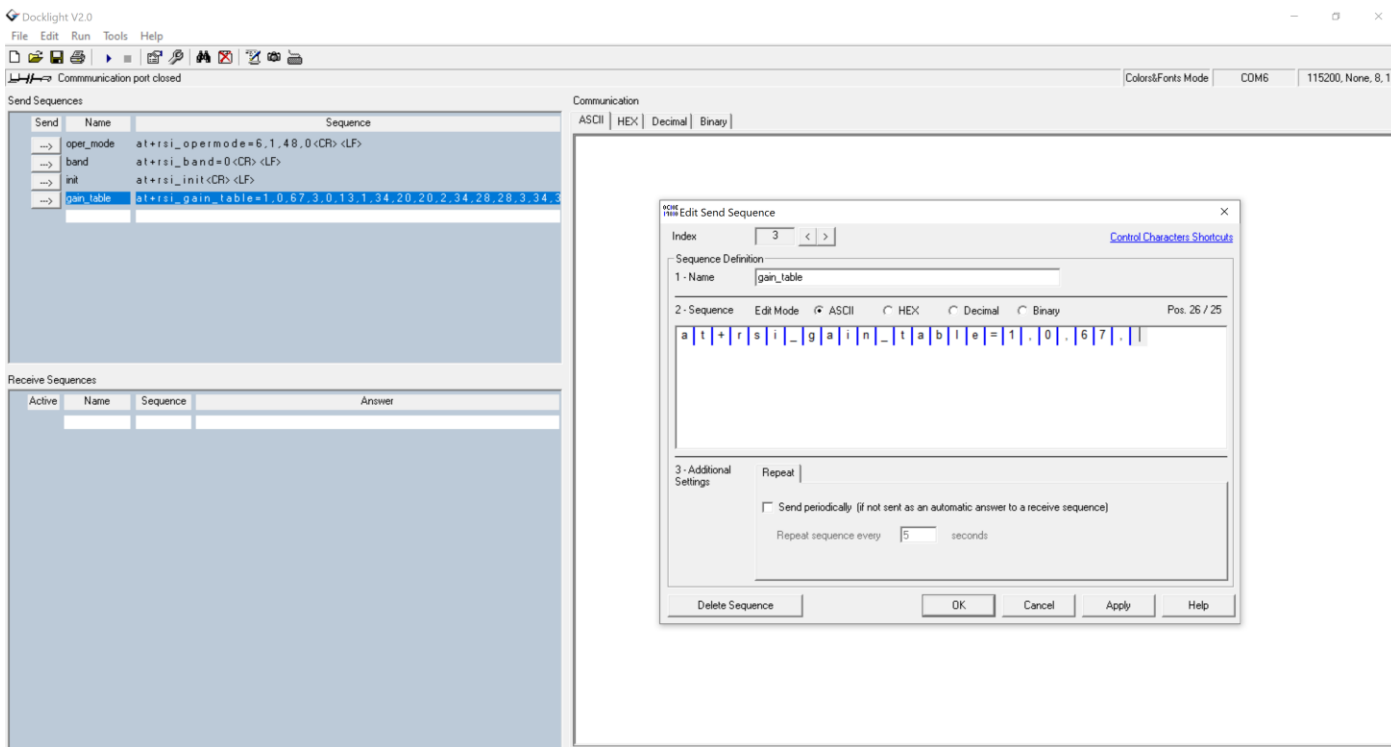 Docklight V2.0
File Edit Run Tools Help
Commmunication port closed
Colors&Fonts Mode COM6 115200, None, 8, 1
Send Sequences
Send Name Sequence
---> oper_mode at+rsi_opermode=6,1,48,0<CR><LF>
---> band at+rsi_band=0<CR><LF>
---> init at+rsi_init<CR><LF>
---> gain_table at+rsi_gain_table=1,0,67,3,0,13,1,34,20,20,2,34,28,28,3,34,3
Receive Sequences
Active Name Sequence Answer
Communication
ASCII HEX Decimal Binary
Edit Send Sequence
Index 3 < > Control Characters Shortcuts
Sequence Definition
1 - Name gain_table
2 - Sequence Edit Mode ASCII HEX Decimal Binary Pos. 26 / 25
at+rsi_gain_table=1,0,67,
3 - Additional Settings
Repeat
Send periodically (if not sent as an automatic answer to a receive sequence)
Repeat sequence every 5 seconds
Delete Sequence OK Cancel Apply Help